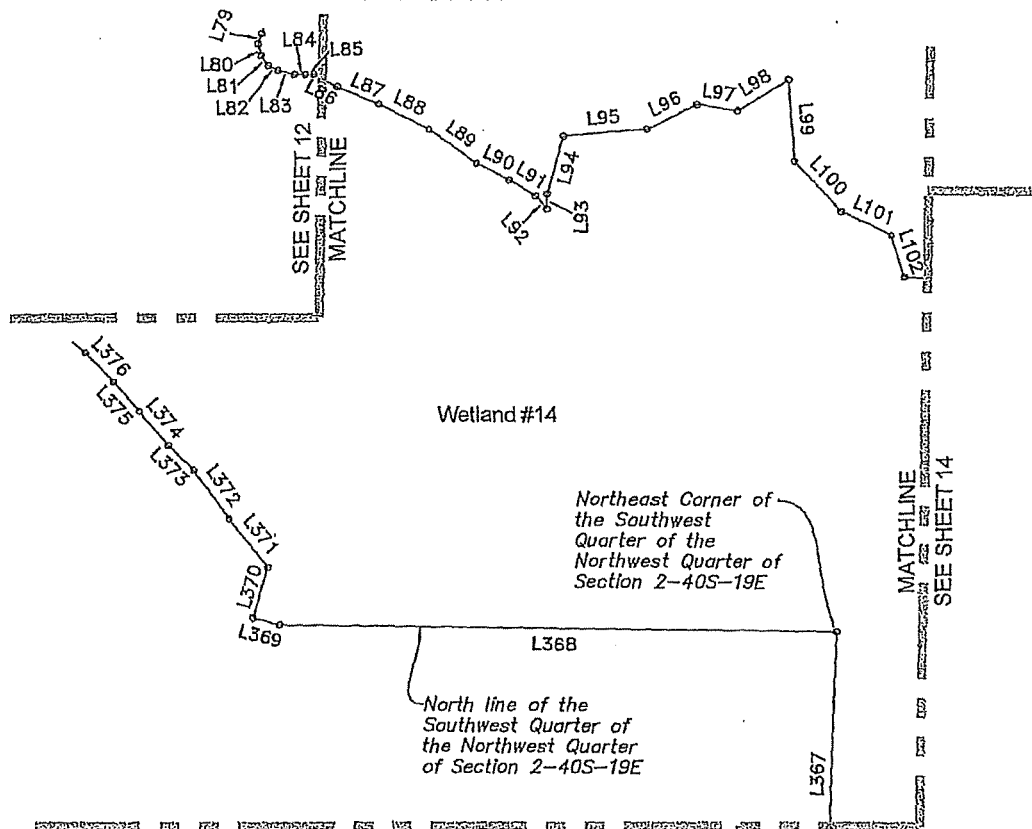 L79
L80
L81
L82
L83
L84
L85
L86
L87
L88
L89
L90
L91
L92
L93
L94
L95
L96
L97
L98
L99
L100
L101
L102
SEE SHEET 12
MATCHLINE
L376
L375
L374
L373
L372
L371
L370
L369
Wetland #14
Northeast Corner of
the Southwest
Quarter of the
Northwest Quarter of
Section 2-40S-19E
MATCHLINE
SEE SHEET 14
L368
North line of the
Southwest Quarter of
the Northwest Quarter
of Section 2-40S-19E
L367